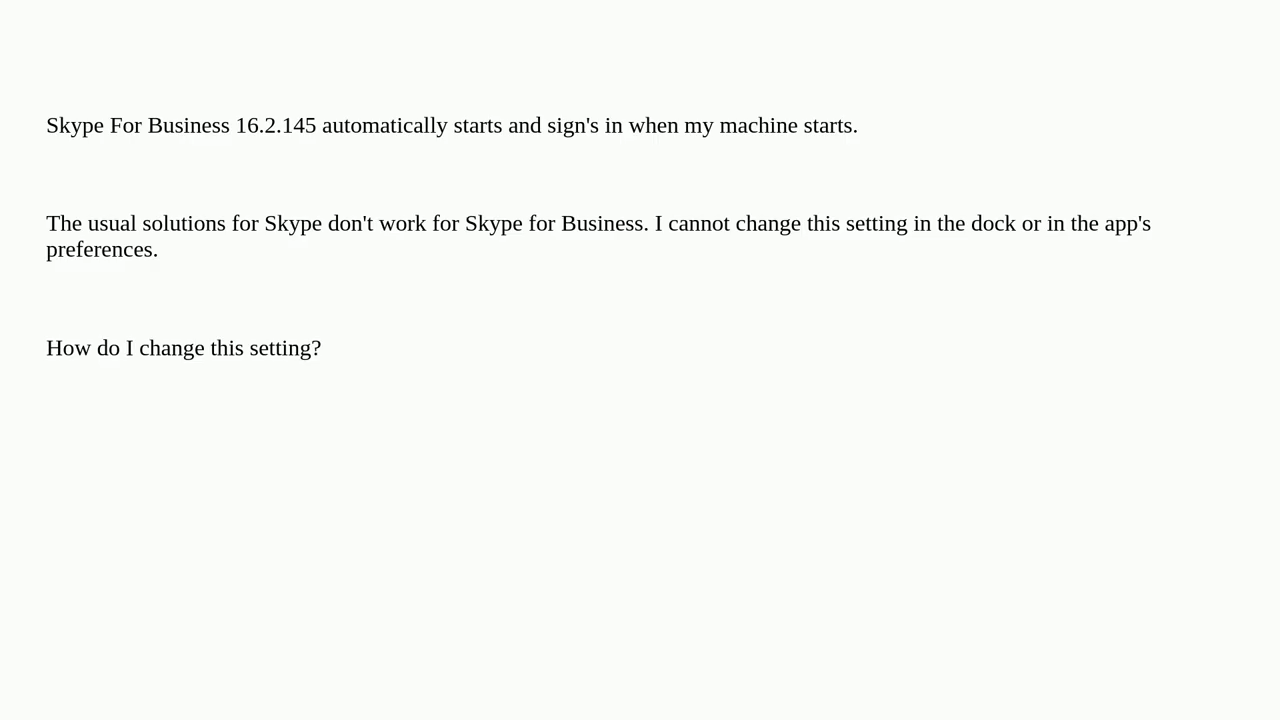 Skype For Business 16.2.145 automatically starts and sign's in when my machine starts.
The usual solutions for Skype don't work for Skype for Business. I cannot change this setting in the dock or in the app's
preferences.
How do I change this setting?